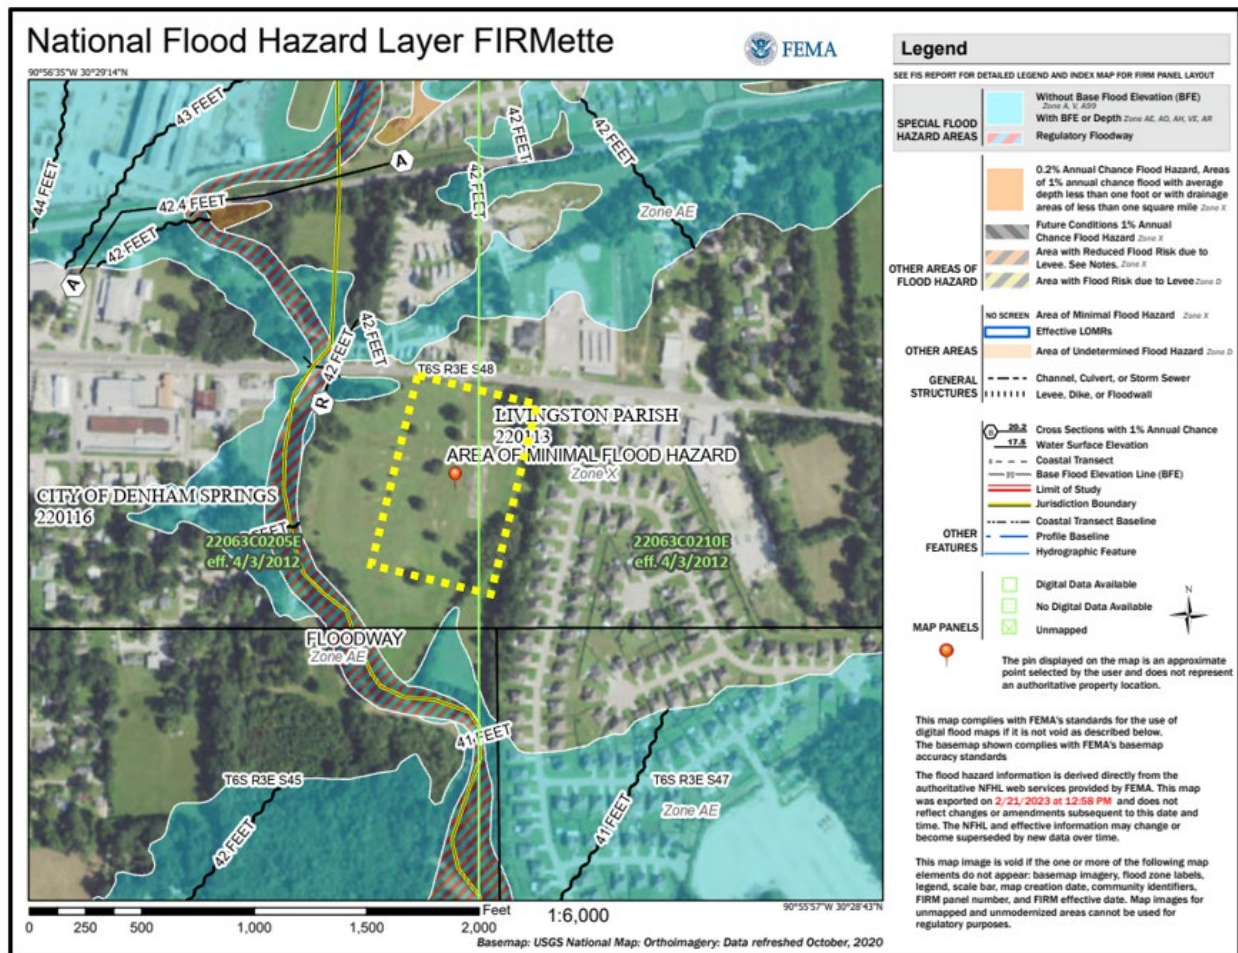 National Flood Hazard Layer FIRMette
FEMA
90°56'35"W 30°29'14"N
44 FEET
43 FEET
42.4 FEET
42 FEET
A
A
42 FEET
42 FEET
42 FEET
42 FEET
Zone AE
42 FEET
42 FEET
R
T6S R3E S48
LIVINGSTON PARISH
220113
AREA OF MINIMAL FLOOD HAZARD
Zone X
CITY OF DENHAM SPRINGS
220116
FEET
22063C0205E
eff. 4/3/2012
22063C0210E
eff. 4/3/2012
FLOODWAY
Zone AE
41 FEET
T6S R3E S45
T6S R3E S47
Zone AE
42 FEET
41 FEET
90°55'57"W 30°28'43"N
0 250 500 1,000 1,500 2,000
Feet
1:6,000
Basemap: USGS National Map: Orthoimagery: Data refreshed October, 2020
Legend
SEE FIS REPORT FOR DETAILED LEGEND AND INDEX MAP FOR FIRM PANEL LAYOUT
SPECIAL FLOOD
HAZARD AREAS
Without Base Flood Elevation (BFE)
Zone A, V, A99
With BFE or Depth Zone AE, AO, AH, VE, AR
Regulatory Floodway
0.2% Annual Chance Flood Hazard, Areas
of 1% annual chance flood with average
depth less than one foot or with drainage
areas of less than one square mile Zone X
Future Conditions 1% Annual
Chance Flood Hazard Zone X
Area with Reduced Flood Risk due to
Levee. See Notes. Zone X
Area with Flood Risk due to Levee Zone D
OTHER AREAS OF
FLOOD HAZARD
NO SCREEN Area of Minimal Flood Hazard Zone X
Effective LOMRs
OTHER AREAS
Area of Undetermined Flood Hazard Zone D
GENERAL
STRUCTURES
Channel, Culvert, or Storm Sewer
Levee, Dike, or Floodwall
B 20.2 Cross Sections with 1% Annual Chance
17.5 Water Surface Elevation
8 Coastal Transect
Base Flood Elevation Line (BFE)
Limit of Study
Jurisdiction Boundary
Coastal Transect Baseline
OTHER
FEATURES
Profile Baseline
Hydrographic Feature
Digital Data Available
No Digital Data Available
Unmapped
MAP PANELS
N
The pin displayed on the map is an approximate
point selected by the user and does not represent
an authoritative property location.
This map complies with FEMA's standards for the use of
digital flood maps if it is not void as described below.
The basemap shown complies with FEMA's basemap
accuracy standards
The flood hazard information is derived directly from the
authoritative NFHL web services provided by FEMA. This map
was exported on 2/21/2023 at 12:58 PM and does not
reflect changes or amendments subsequent to this date and
time. The NFHL and effective information may change or
become superseded by new data over time.
This map image is void if the one or more of the following map
elements do not appear: basemap imagery, flood zone labels,
legend, scale bar, map creation date, community identifiers,
FIRM panel number, and FIRM effective date. Map images for
unmapped and unmodernized areas cannot be used for
regulatory purposes.